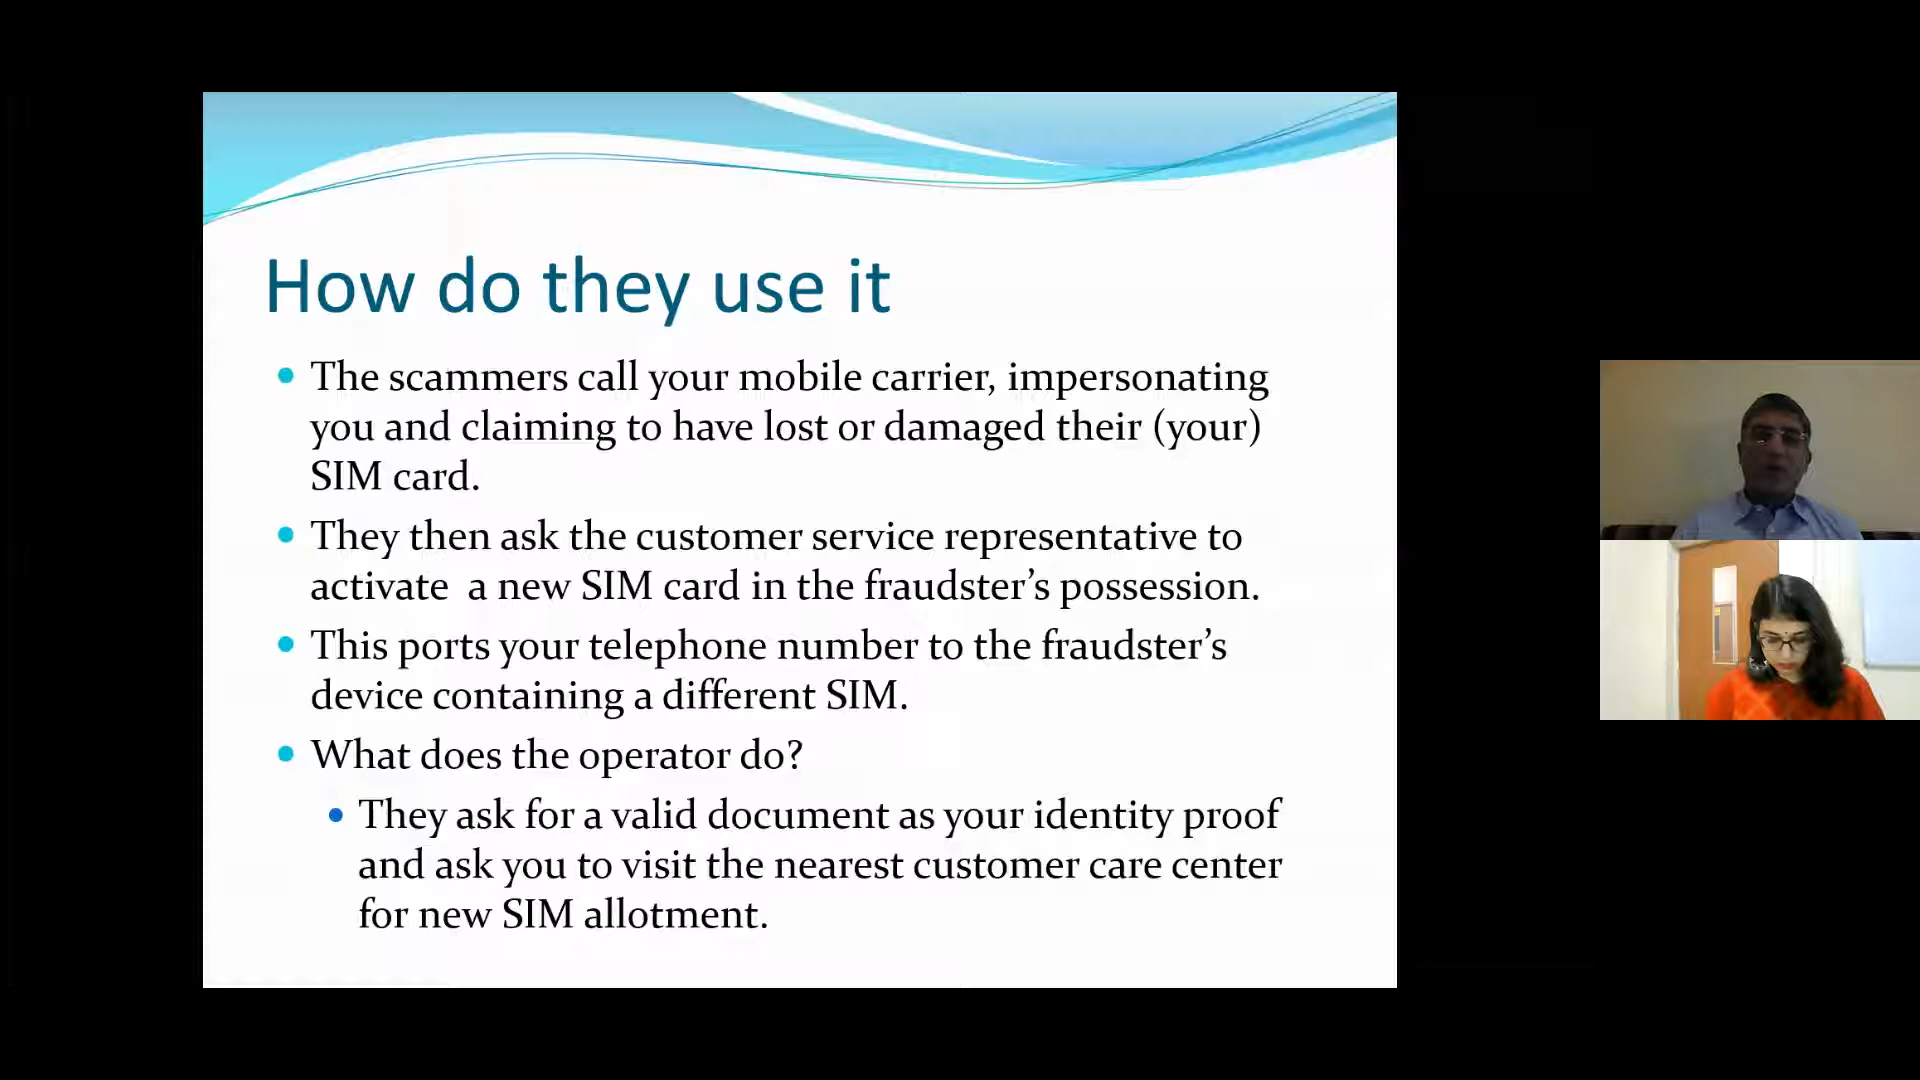 How do they use it
The scammers call your mobile carrier, impersonating
you and claiming to have lost or damaged their (your)
SIM card.
They then ask the customer service representative to
activate  a new SIM card in the fraudster’s possession.
This ports your telephone number to the fraudster’s
device containing a different SIM.
What does the operator do?
They ask for a valid document as your identity proof
and ask you to visit the nearest customer care center
for new SIM allotment.